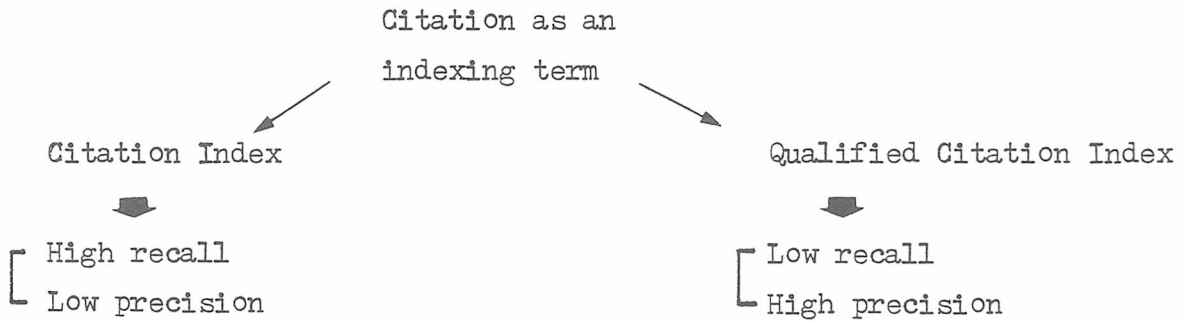 Citation as an
indexing term
Citation Index
Qualified Citation Index
High recall
Low precision
Low recall
High precision